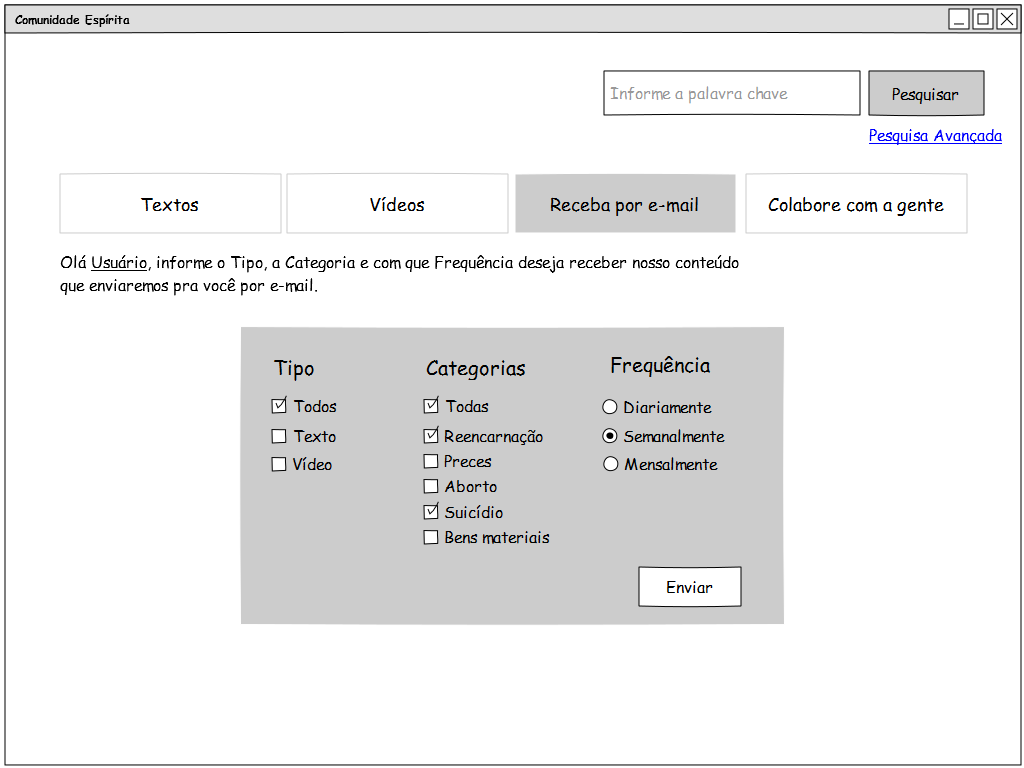 Comunidade Espírita
Informe a palavra chave
Pesquisar
Pesquisa Avançada
Textos
Vídeos
Receba por e-mail
Colabore com a gente
Olá Usuário, informe o Tipo, a Categoria e com que Frequência deseja receber nosso conteúdo
que enviaremos pra você por e-mail.
Tipo
Todos
Texto
Vídeo
Categorias
Todas
Reencarnação
Preces
Aborto
Suicídio
Bens materiais
Frequência
Diariamente
Semanalmente
Mensalmente
Enviar